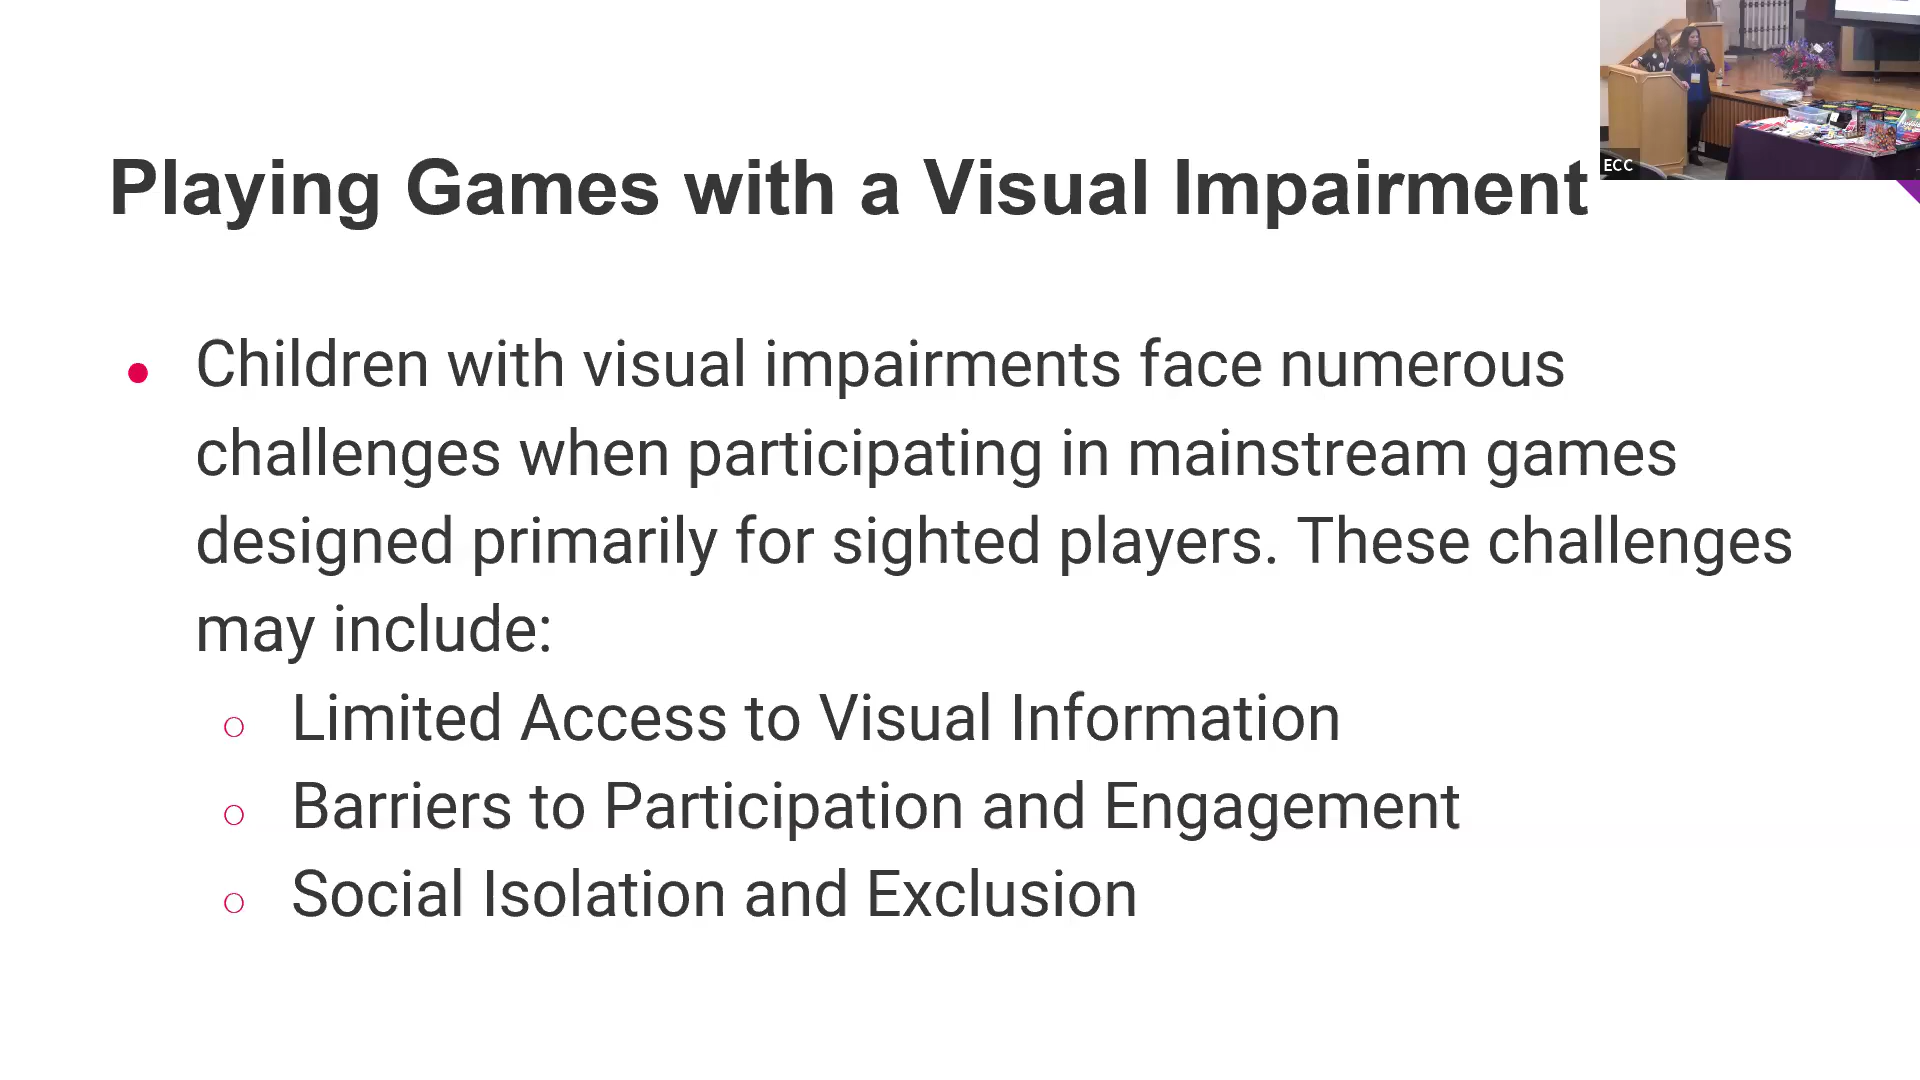 Playing Games with a Visual Impairment
ECC
• Children with visual impairments face numerous
challenges when participating in mainstream games
designed primarily for sighted players. These challenges
may include:
○ Limited Access to Visual Information
○ Barriers to Participation and Engagement
○ Social Isolation and Exclusion